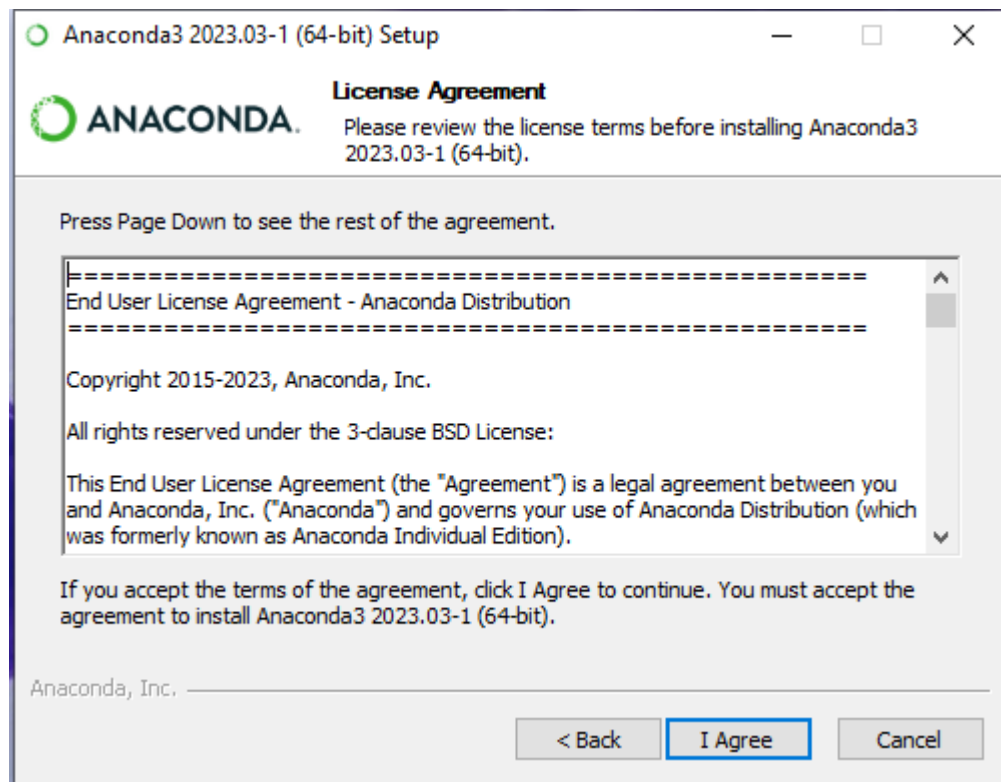 Anaconda3 2023.03-1 (64-bit) Setup
ANACONDA.
License Agreement
Please review the license terms before installing Anaconda3
2023.03-1 (64-bit).
Press Page Down to see the rest of the agreement.
==================================================
End User License Agreement - Anaconda Distribution
==================================================
Copyright 2015-2023, Anaconda, Inc.
All rights reserved under the 3-clause BSD License:
This End User License Agreement (the "Agreement") is a legal agreement between you
and Anaconda, Inc. ("Anaconda") and governs your use of Anaconda Distribution (which
was formerly known as Anaconda Individual Edition).
If you accept the terms of the agreement, click I Agree to continue. You must accept the
agreement to install Anaconda3 2023.03-1 (64-bit).
Anaconda, Inc.
< Back
I Agree
Cancel